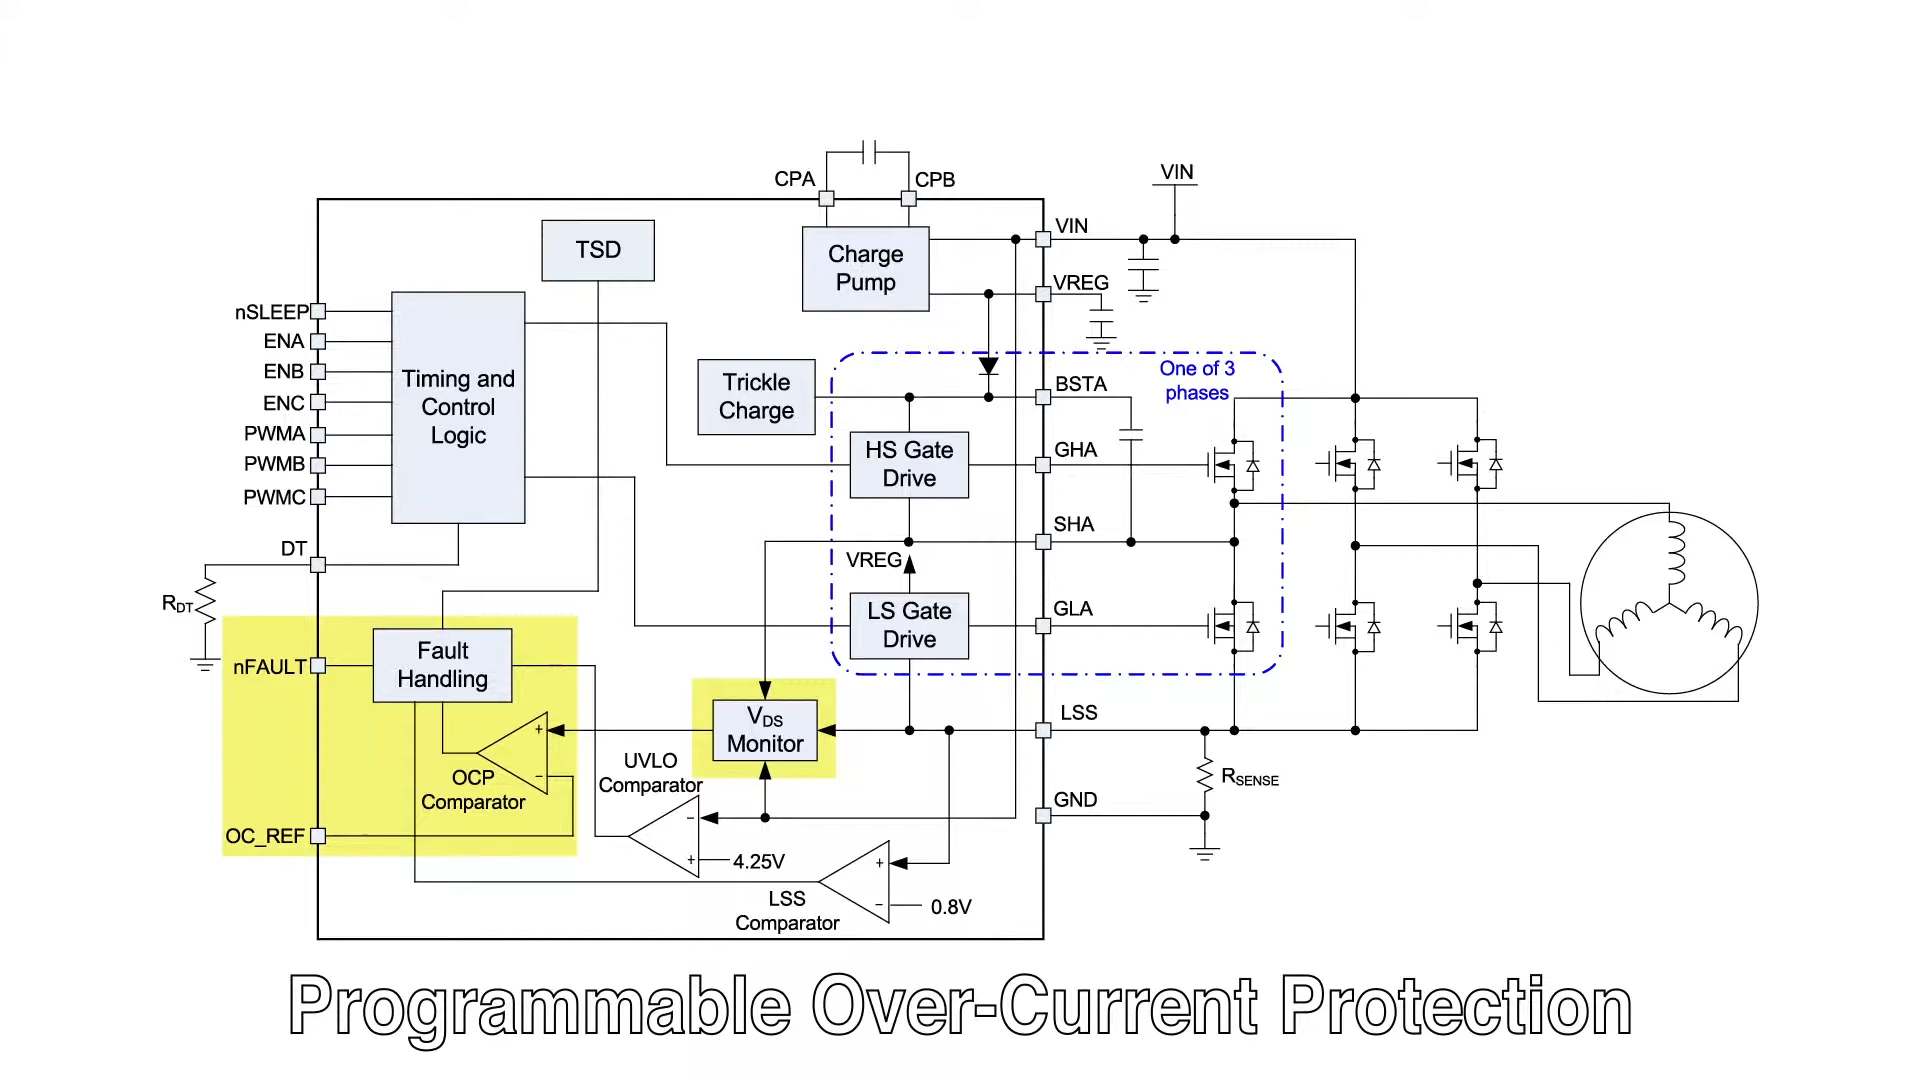 CPA
CPB
VIN
TSD
Charge
Pump
VIN
VREG
nSLEEP
ENA
ENB
ENC
PWMA
PWMB
PWMC
Timing and
Control
Logic
Trickle
Charge
One of 3
phases
BSTA
HS Gate
Drive
GHA
SHA
DT
VREG
RDT
LS Gate
Drive
GLA
nFAULT
Fault
Handling
VDS
Monitor
LSS
+
−
OCP
Comparator
UVLO
Comparator
RSENSE
GND
OC_REF
−
+
4.25V
+
−
0.8V
LSS
Comparator
Programmable Over-Current Protection